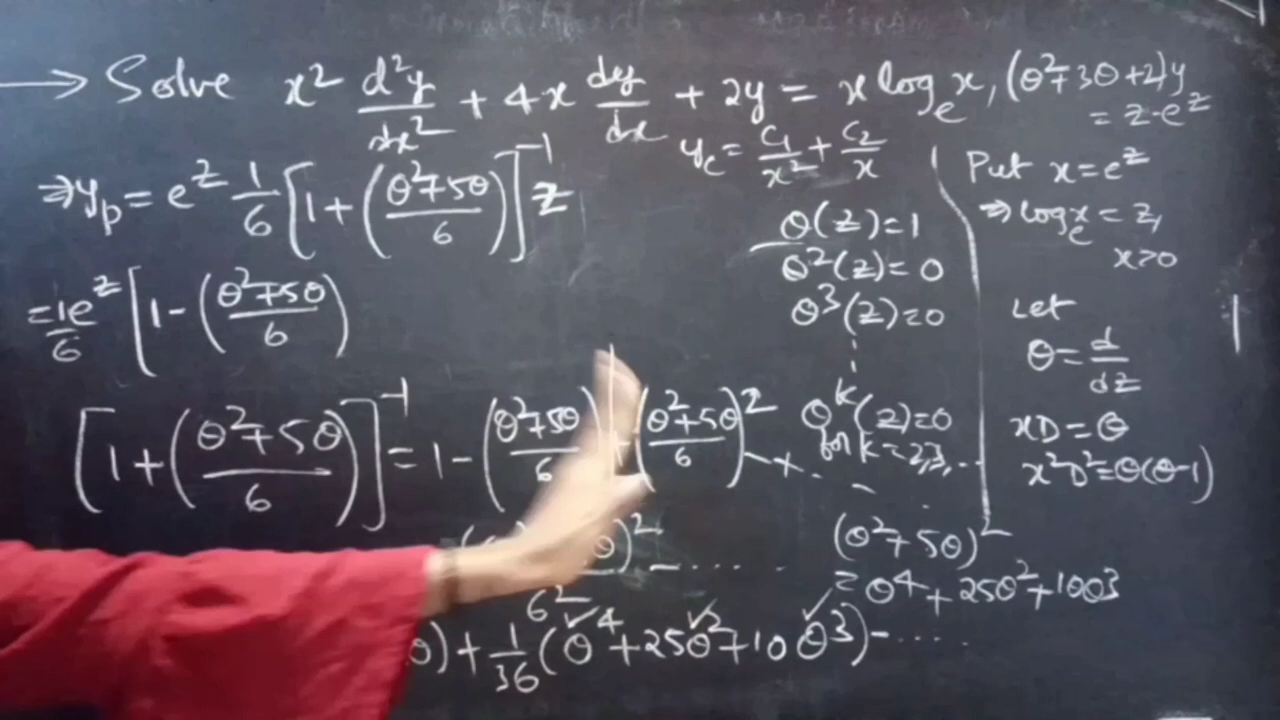 → Solve x² d²y/dx² + 4x dy/dx + 2y = x logₑx, (θ²+3θ+2)y
= z·e^z
y_c = C₁/x² + C₂/x
⇒ y_p = e^z 1/6 [1+((θ²+5θ)/6)]⁻¹ z
= 1/6 e^z [1-((θ²+5θ)/6)
[1+((θ²+5θ)/6)]⁻¹ = 1-((θ²+5θ)/6)+((θ²+5θ)/6)² - + . . -
θ)² - .....
6²
θ)+1/36(θ⁴+25θ²+10θ³)-.....
θ(z)=1
θ²(z)=0
θ³(z)=0
⋮
θ^k(z)=0
for k=2,3,...
(θ²+5θ)²
= θ⁴+25θ²+10θ³
Put x=e^z
⇒ logₑx = z,
x>0
Let
θ = d/dz
xD = θ
x²D² = θ(θ-1)